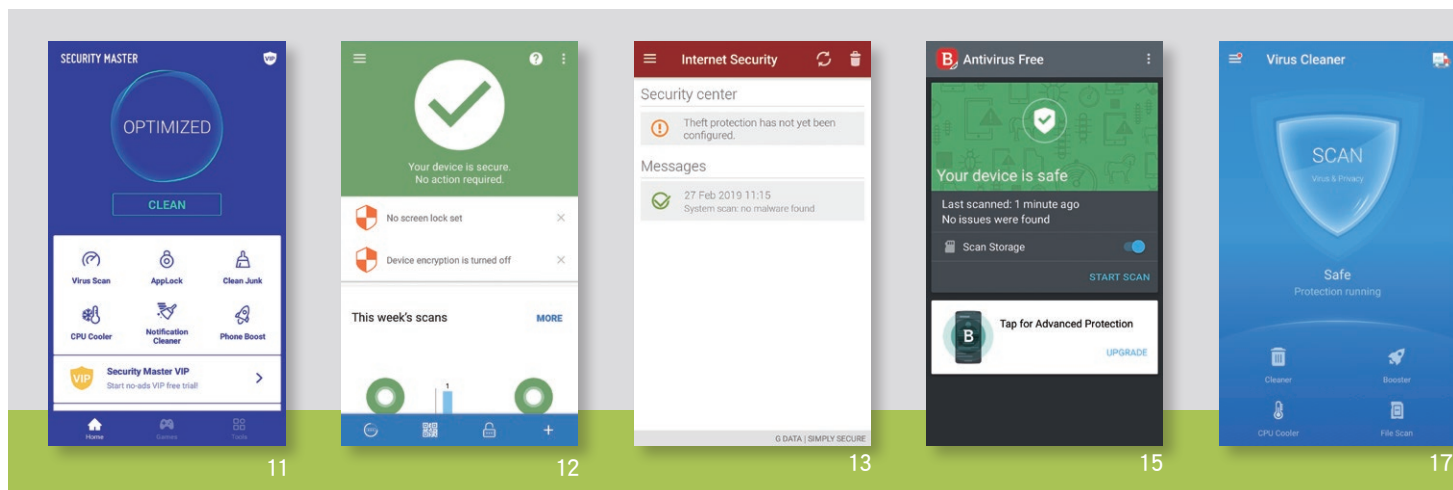 SECURITY MASTER
VIP
OPTIMIZED
CLEAN
Virus Scan
AppLock
Clean Junk
CPU Cooler
Notification
Cleaner
Phone Boost
VIP
Security Master VIP
Start no-ads VIP free trial!
Home
Games
Tools
11
?
Your device is secure.
No action required.
No screen lock set
Device encryption is turned off
This week's scans
MORE
1
12
Internet Security
Security center
Theft protection has not yet been
configured.
Messages
27 Feb 2019 11:15
System scan: no malware found
G DATA | SIMPLY SECURE
13
B
Antivirus Free
Your device is safe
Last scanned: 1 minute ago
No issues were found
Scan Storage
START SCAN
B
Tap for Advanced Protection
UPGRADE
15
Virus Cleaner
SCAN
Virus & Privacy
Safe
Protection running
Cleaner
Booster
CPU Cooler
File Scan
17